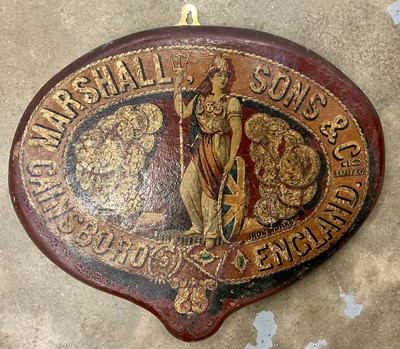 MARSHALL, SONS & Co
LIMITED
GAINSBORO
ENGLAND.